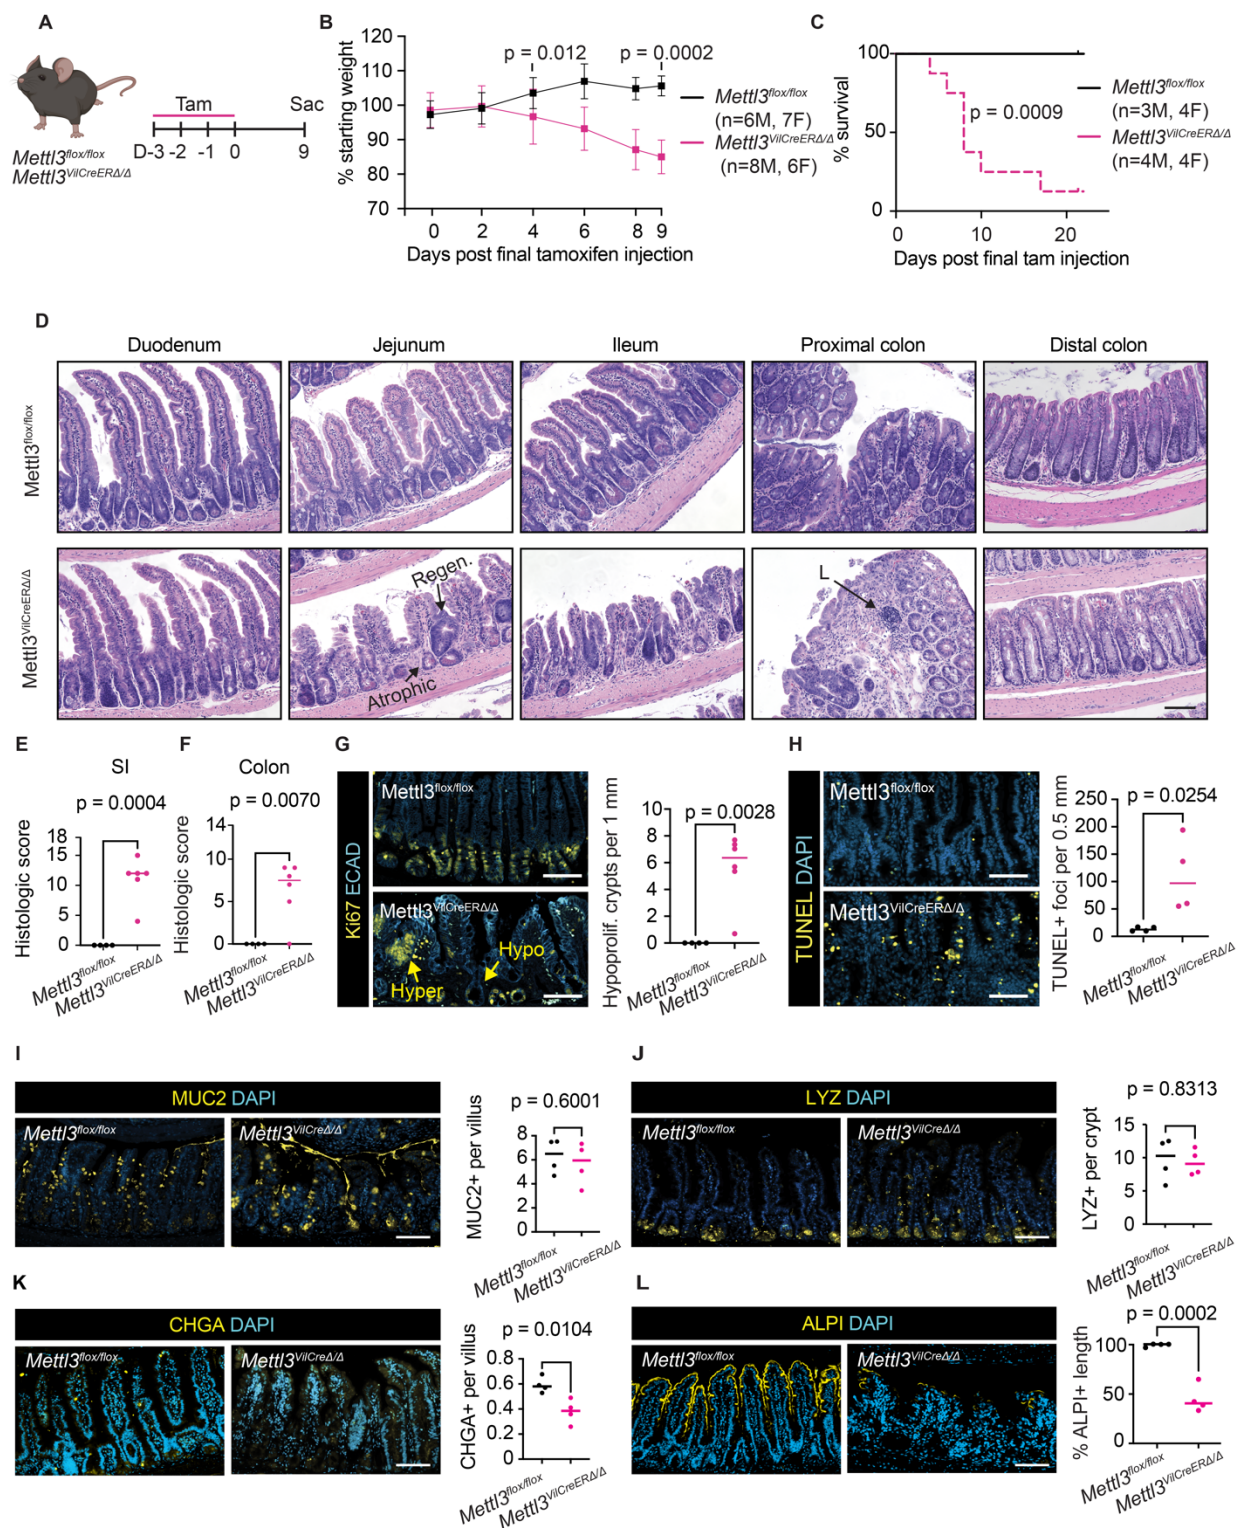 A
Tam
Sac
D-3 -2 -1 0 9
Mettl3flox/flox
Mettl3VilCreERΔ/Δ
B
% starting weight
120
110
100
90
80
70
p = 0.012
p = 0.0002
0 2 4 6 8 9
Days post final tamoxifen injection
Mettl3flox/flox
(n=6M, 7F)
Mettl3VilCreERΔ/Δ
(n=8M, 6F)
C
% survival
100
50
0
p = 0.0009
0 10 20
Days post final tam injection
Mettl3flox/flox
(n=3M, 4F)
Mettl3VilCreERΔ/Δ
(n=4M, 4F)
D
Duodenum
Jejunum
Ileum
Proximal colon
Distal colon
Mettl3flox/flox
Mettl3VilCreERΔ/Δ
Regen.
Atrophic
L
E
SI
p = 0.0004
Histologic score
18
15
10
5
0
Mettl3flox/flox
Mettl3VilCreERΔ/Δ
F
Colon
p = 0.0070
Histologic score
15
12
10
5
0
Mettl3flox/flox
Mettl3VilCreERΔ/Δ
G
Ki67 ECAD
Mettl3flox/flox
Mettl3VilCreERΔ/Δ
Hypo
Hyper
Hypoprolif. crypts per 1 mm
10
8
6
4
2
0
p = 0.0028
Mettl3flox/flox
Mettl3VilCreERΔ/Δ
H
TUNEL DAPI
Mettl3flox/flox
Mettl3VilCreERΔ/Δ
TUNEL+ foci per 0.5 mm
250
200
150
100
50
0
p = 0.0254
Mettl3flox/flox
Mettl3VilCreERΔ/Δ
I
MUC2 DAPI
Mettl3flox/flox
Mettl3VilCreΔ/Δ
p = 0.6001
MUC2+ per villus
8
6
4
2
0
Mettl3flox/flox
Mettl3VilCreERΔ/Δ
J
LYZ DAPI
Mettl3flox/flox
Mettl3VilCreΔ/Δ
p = 0.8313
LYZ+ per crypt
15
10
5
0
Mettl3flox/flox
Mettl3VilCreERΔ/Δ
K
CHGA DAPI
Mettl3flox/flox
Mettl3VilCreΔ/Δ
p = 0.0104
CHGA+ per villus
0.8
0.6
0.4
0.2
0
Mettl3flox/flox
Mettl3VilCreERΔ/Δ
L
ALPI DAPI
Mettl3flox/flox
Mettl3VilCreΔ/Δ
p = 0.0002
% ALPI+ length
100
50
0
Mettl3flox/flox
Mettl3VilCreERΔ/Δ